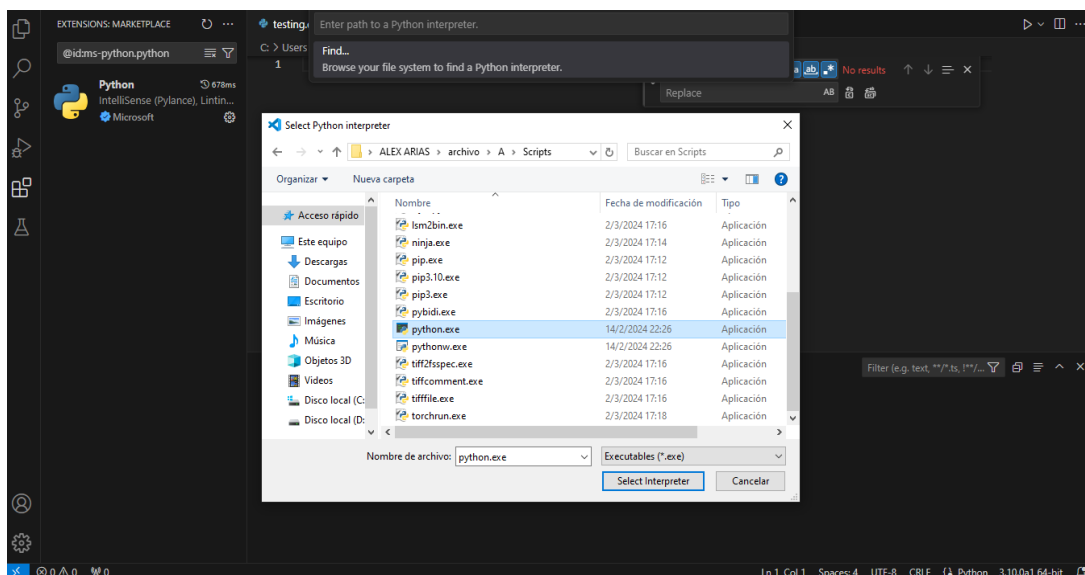 EXTENSIONS: MARKETPLACE
@id:ms-python.python
Python 678ms
IntelliSense (Pylance), Lintin...
Microsoft
testing.
C: > Users
1
Enter path to a Python interpreter.
Find...
Browse your file system to find a Python interpreter.
ab, .* No results
Replace AB
Select Python interpreter
ALEX ARIAS > archivo > A > Scripts
Buscar en Scripts
Organizar Nueva carpeta
Nombre Fecha de modificación Tipo
Acceso rápido
Este equipo
Descargas
Documentos
Escritorio
Imágenes
Música
Objetos 3D
Videos
Disco local (C:
Disco local (D:
lsm2bin.exe 2/3/2024 17:16 Aplicación
ninja.exe 2/3/2024 17:14 Aplicación
pip.exe 2/3/2024 17:12 Aplicación
pip3.10.exe 2/3/2024 17:12 Aplicación
pip3.exe 2/3/2024 17:12 Aplicación
pybidi.exe 2/3/2024 17:16 Aplicación
python.exe 14/2/2024 22:26 Aplicación
pythonw.exe 14/2/2024 22:26 Aplicación
tiff2fsspec.exe 2/3/2024 17:16 Aplicación
tiffcomment.exe 2/3/2024 17:16 Aplicación
tifffile.exe 2/3/2024 17:16 Aplicación
torchrun.exe 2/3/2024 17:18 Aplicación
Nombre de archivo: python.exe Executables (*.exe)
Select Interpreter Cancelar
Filter (e.g. text, **/*.ts, !**/...
0 0 0 Ln 1, Col 1 Spaces: 4 UTF-8 CRLF Python 3.10.0a1 64-bit